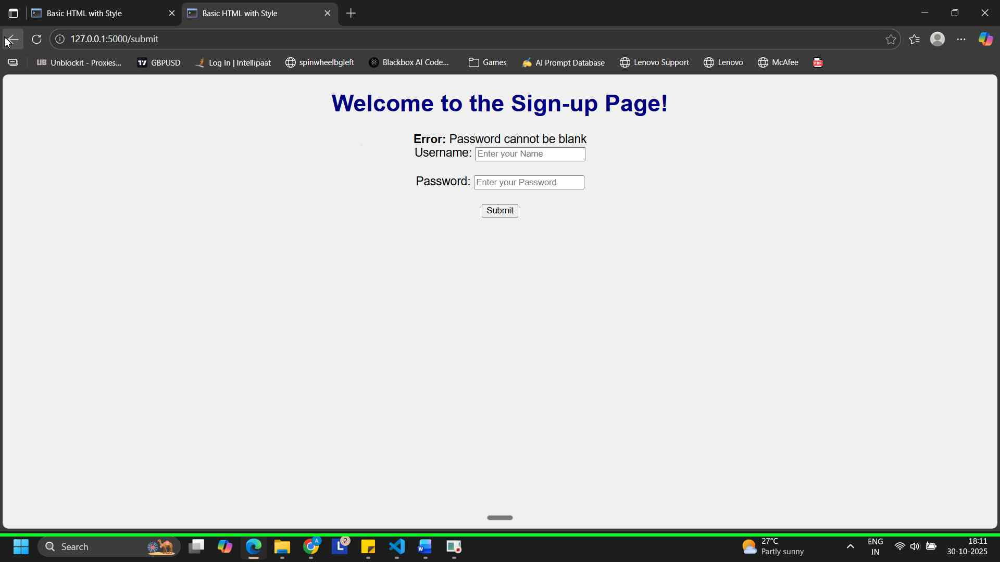 Basic HTML with Style
Basic HTML with Style
127.0.0.1:5000/submit
Unblockit - Proxies...
GBPUSD
Log In | Intellipaat
spinwheelbgleft
Blackbox AI Code...
Games
AI Prompt Database
Lenovo Support
Lenovo
McAfee
PDF
Welcome to the Sign-up Page!
Error: Password cannot be blank
Username: Enter your Name
Password: Enter your Password
Submit
Search
A
L 2
W
27°C
Partly sunny
ENG
IN
18:11
30-10-2025